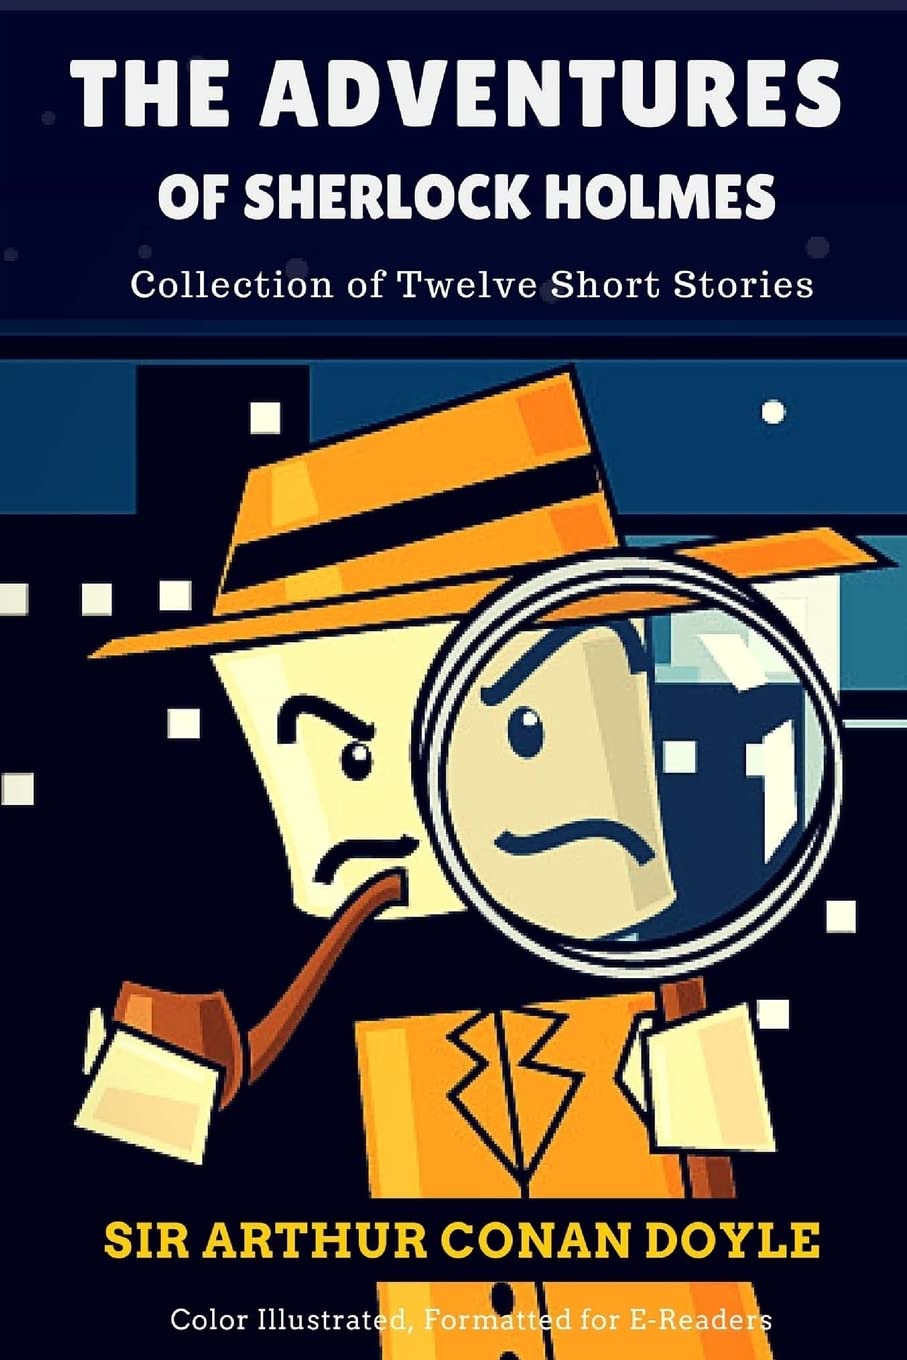 THE ADVENTURES
OF SHERLOCK HOLMES
Collection of Twelve Short Stories
SIR ARTHUR CONAN DOYLE
Color Illustrated, Formatted for E-Readers